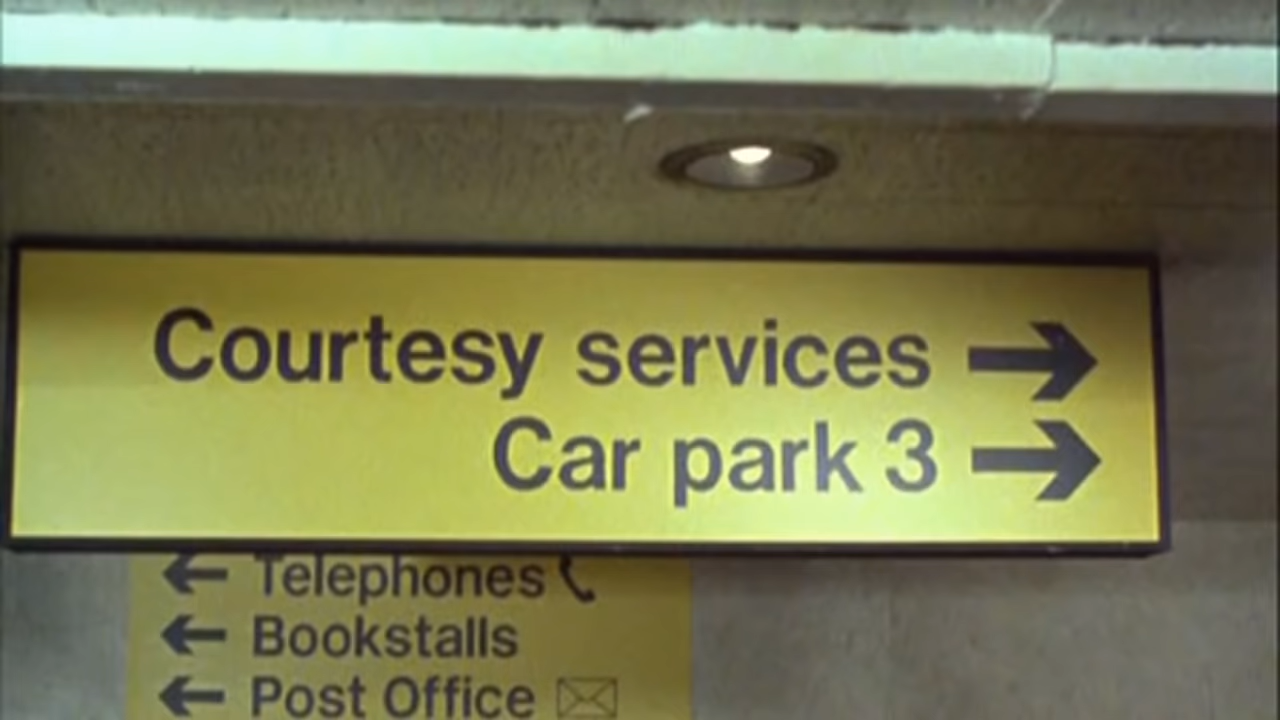 Courtesy services →
Car park 3 →
← Telephones
← Bookstalls
← Post Office